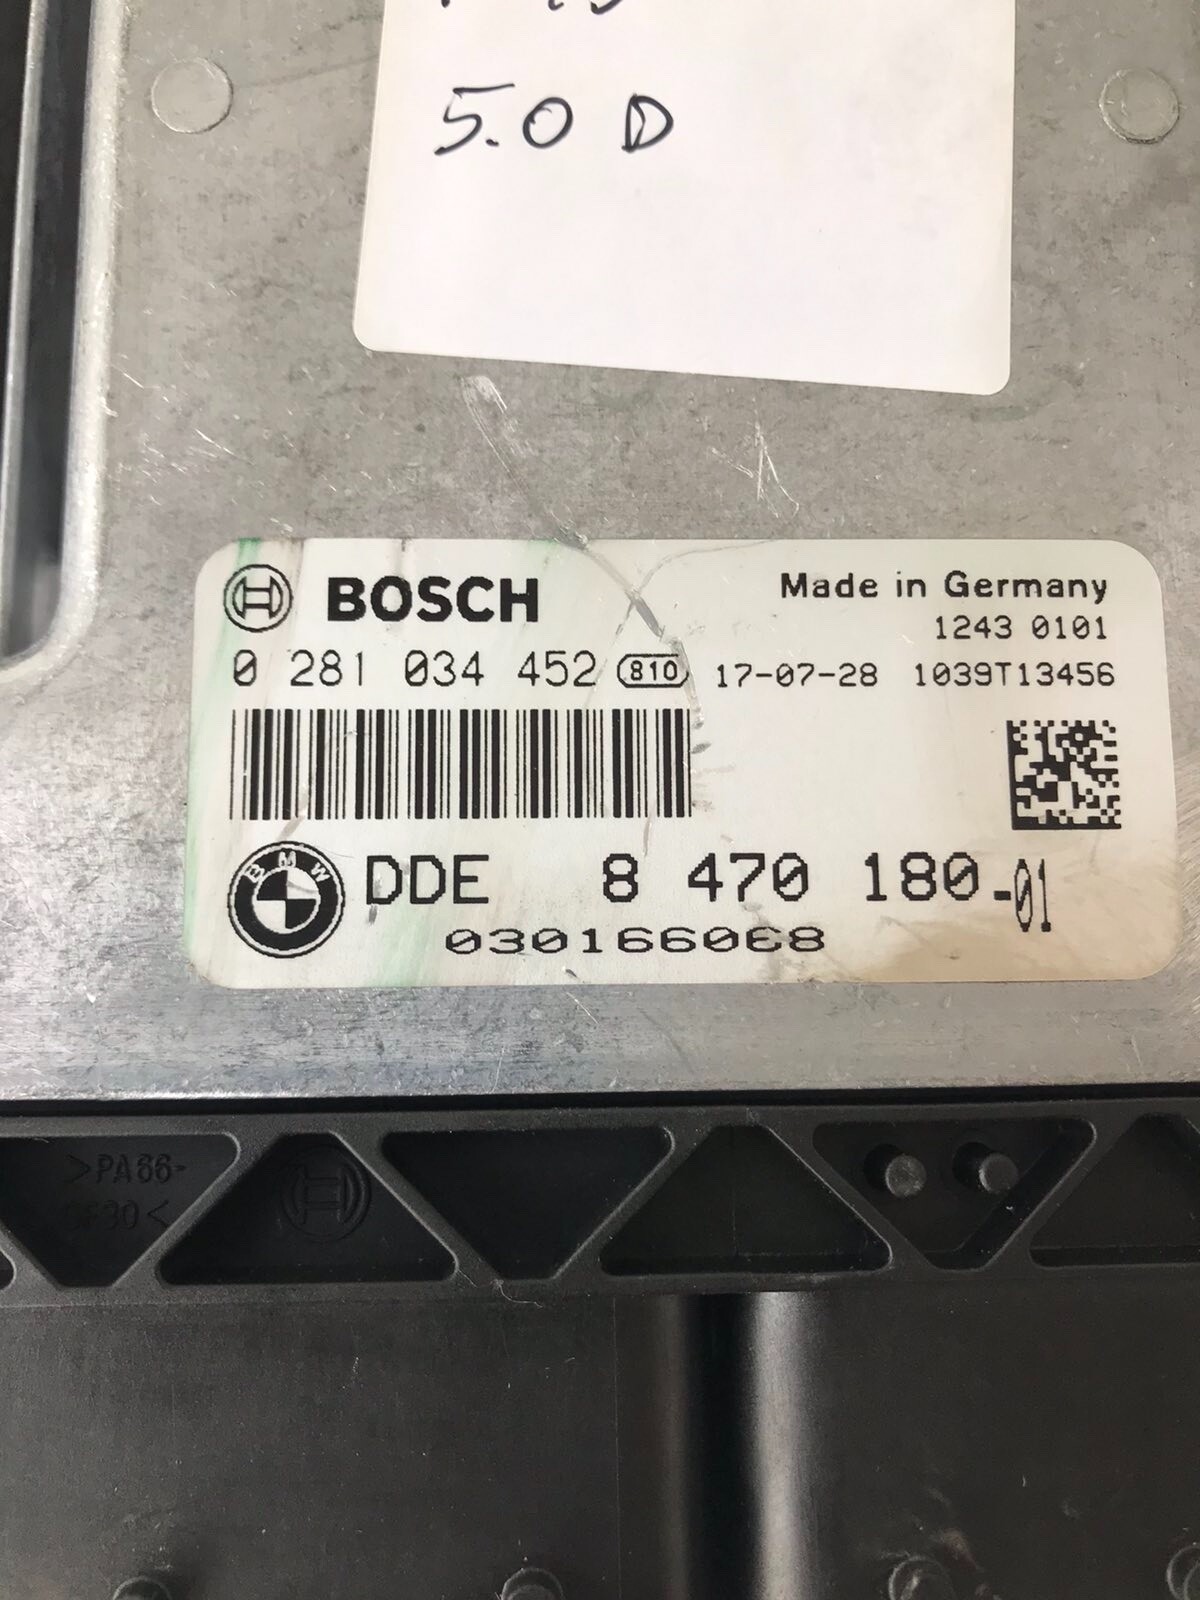 5.0 D
BOSCH
Made in Germany
1243 0101
0 281 034 452 810 17-07-28 1039T13456
BMW DDE 8 470 180-01
030166068
>PA66-
GF30<